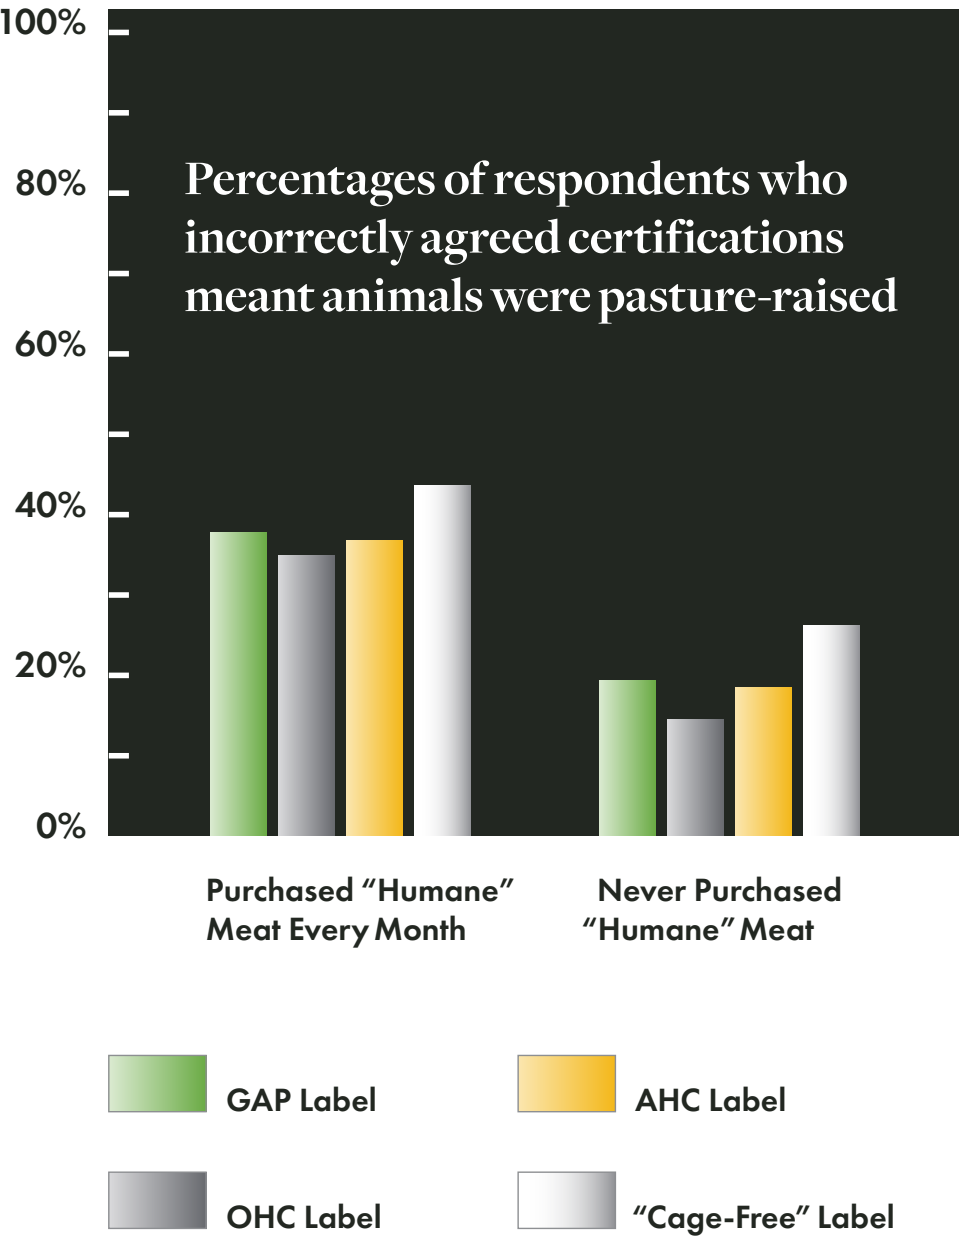 100%
80%
60%
40%
20%
0%
Percentages of respondents who
incorrectly agreed certifications
meant animals were pasture-raised
Purchased “Humane”
Meat Every Month
Never Purchased
“Humane” Meat
GAP Label
AHC Label
OHC Label
“Cage-Free” Label